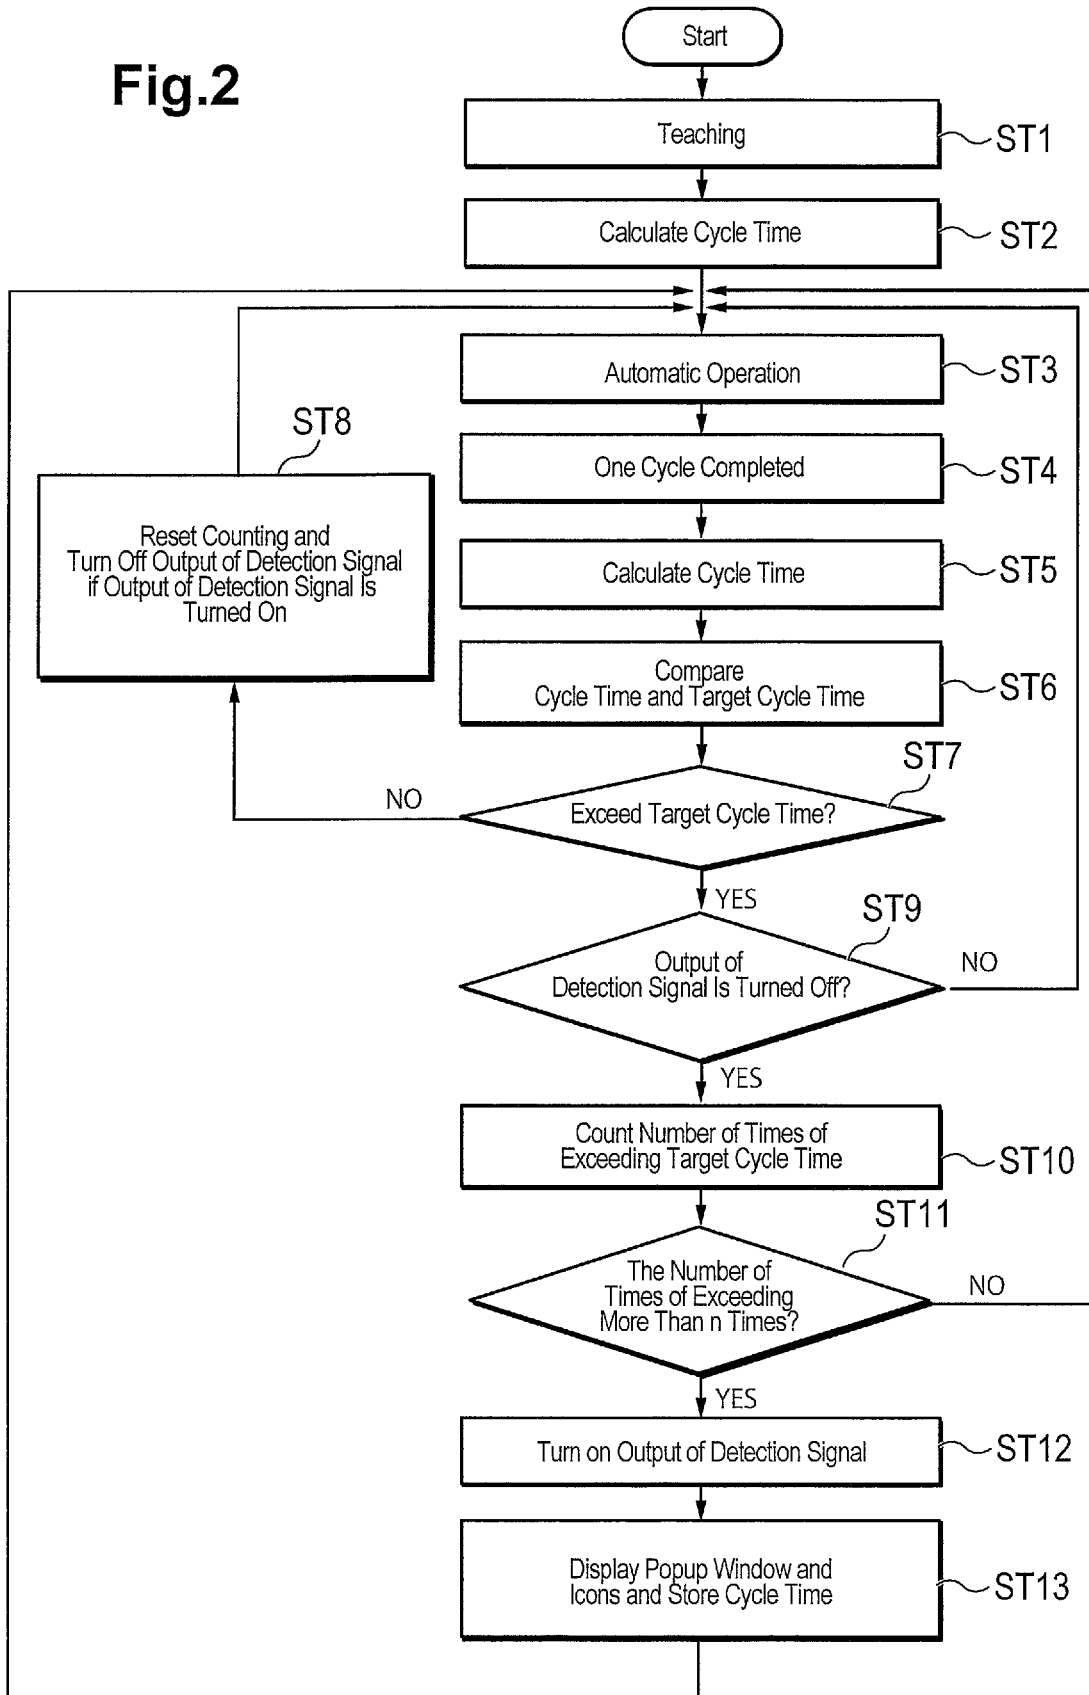 Start
Fig.2
Teaching
ST1
Calculate Cycle Time
ST2
Automatic Operation
ST3
ST8
One Cycle Completed
ST4
Reset Counting and
Turn Off Output of Detection Signal
if Output of Detection Signal Is
Turned On
Calculate Cycle Time
ST5
Compare
Cycle Time and Target Cycle Time
ST6
ST7
NO
Exceed Target Cycle Time?
YES
ST9
Output of
Detection Signal Is Turned Off?
NO
YES
Count Number of Times of
Exceeding Target Cycle Time
ST10
ST11
The Number of
Times of Exceeding
More Than n Times?
NO
YES
Turn on Output of Detection Signal
ST12
Display Popup Window and
Icons and Store Cycle Time
ST13